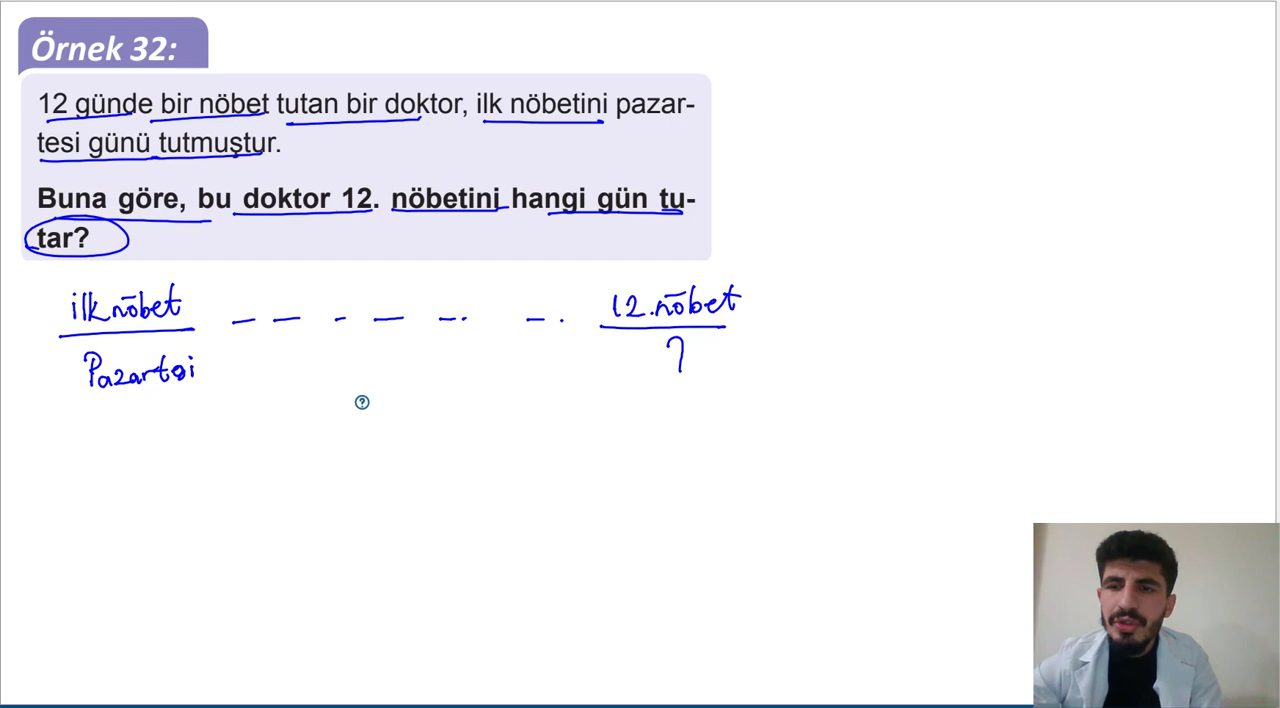 Örnek 32:
12 günde bir nöbet tutan bir doktor, ilk nöbetini pazar-
tesi günü tutmuştur.
Buna göre, bu doktor 12. nöbetini hangi gün tu-
tar?
ilk nöbet
12. nöbet
Pazartesi
?
?